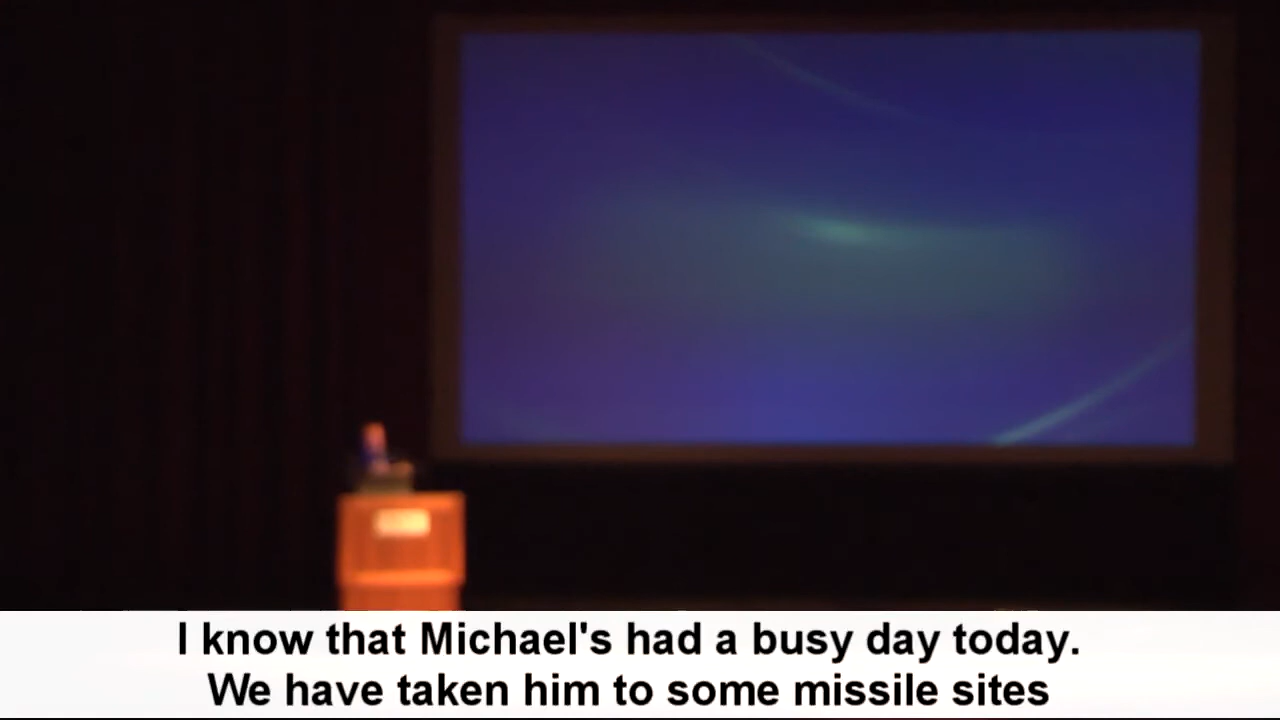 I know that Michael's had a busy day today.
We have taken him to some missile sites